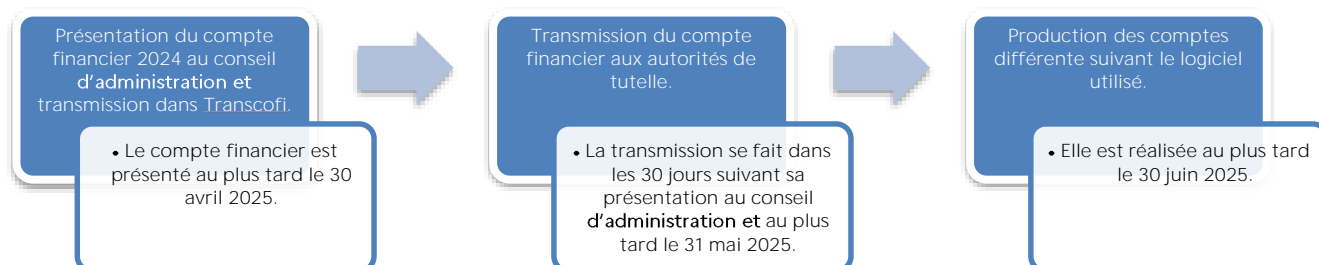 Présentation du compte
financier 2024 au conseil
d'administration et
transmission dans Transcofi.
• Le compte financier est
présenté au plus tard le 30
avril 2025.
Transmission du compte
financier aux autorités de
tutelle.
• La transmission se fait dans
les 30 jours suivant sa
présentation au conseil
d'administration et au plus
tard le 31 mai 2025.
Production des comptes
différente suivant le logiciel
utilisé.
• Elle est réalisée au plus tard
le 30 juin 2025.